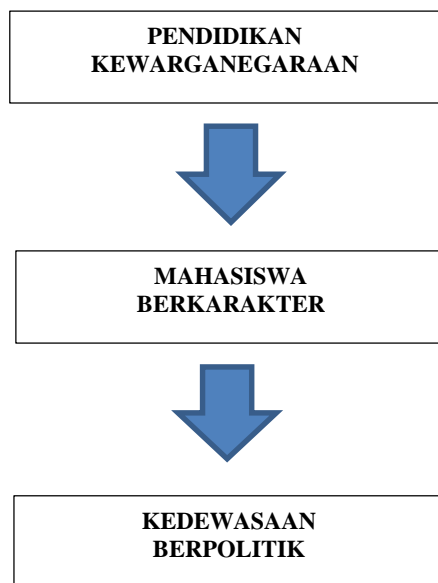 PENDIDIKAN
KEWARGANEGARAAN
MAHASISWA
BERKARAKTER
KEDEWASAAN
BERPOLITIK